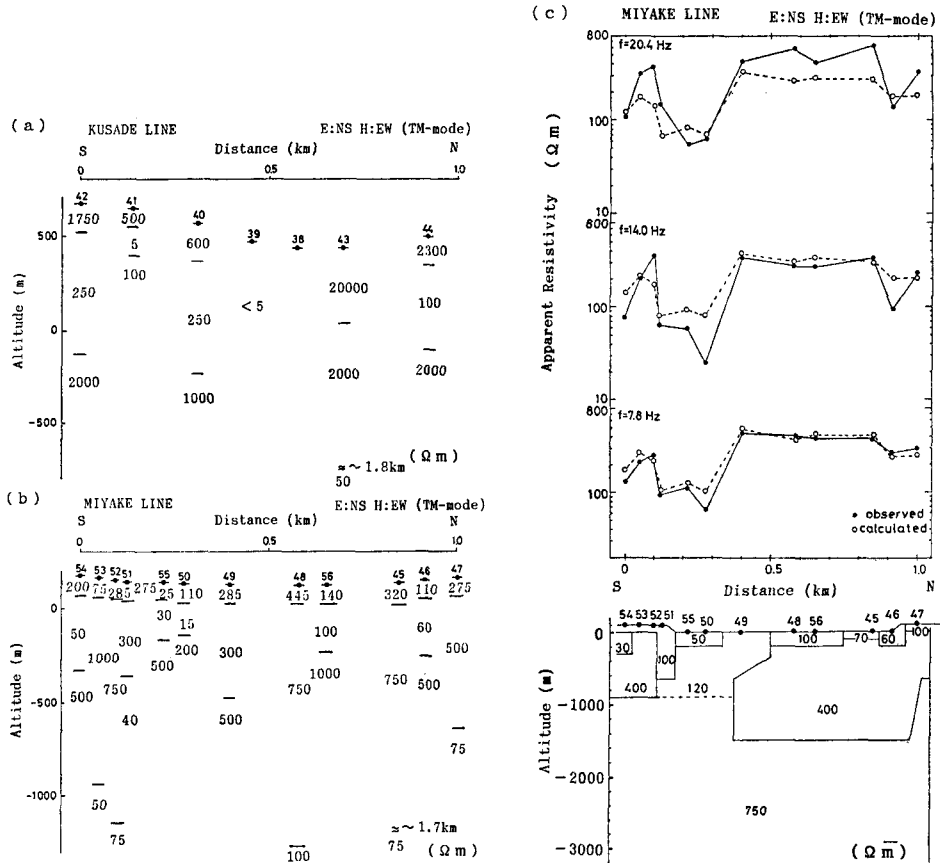 (a)
KUSADE LINE E:NS H:EW (TM-mode)
S Distance (km) N
0 0.5 1.0
42 41 40 39 38 43 44
1750 500 600 2300
500
5
100
20000
250 250 <5 100
0
2000 1000 2000 2000
-500
Altitude (m)
≈~1.8km
50
(Ωm)
(b)
MIYAKE LINE E:NS H:EW (TM-mode)
S Distance (km) N
0 0.5 1.0
54 53 52 51 55 50 49 48 56 45 46 47
200 75 285 275 25 110 285 445 140 320 110 275
0
30
50 300 15 100 60
200 300 500
1000 500 1000
500 750 750 750 500
-500
40 500
75
-1000
50
75 100 75
Altitude (m)
≈~1.7km
(Ωm)
(c)
MIYAKE LINE E:NS H:EW (TM-mode)
800
f=20.4 Hz
100
10
800
f=14.0 Hz
100
10
800
f=7.8 Hz
100
Apparent Resistivity (Ωm)
• observed
○ calculated
0 0.5 1.0
S Distance (km) N
54 53 52 51 55 50 49 48 56 45 46 47
0
30 100 50 100 70 60 100
400 120 400
-1000
-2000
750
-3000
Altitude (m)
(Ωm)